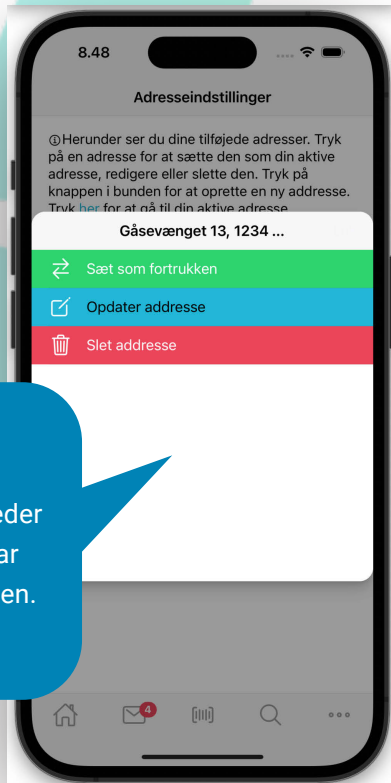 8.48
Adresseindstillinger
ⓘHerunder ser du dine tilføjede adresser. Tryk
på en adresse for at sætte den som din aktive
adresse, redigere eller slette den. Tryk på
knappen i bunden for at oprette en ny addresse.
Tryk her for at gå til din aktive adresse
Gåsevænget 13, 1234 ...
Sæt som fortrukken
Opdater addresse
Slet addresse
eder
ar
en.
4